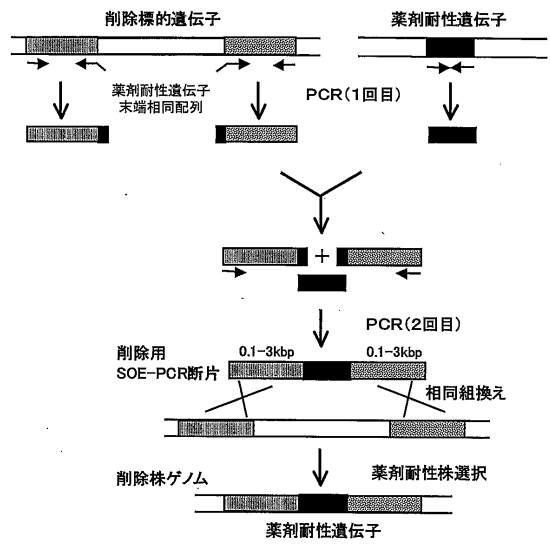 削除標的遺伝子
薬剤耐性遺伝子
薬剤耐性遺伝子
末端相同配列
PCR(1回目)
+
PCR(2回目)
0.1-3kbp
0.1-3kbp
削除用
SOE-PCR断片
相同組換え
削除株ゲノム
薬剤耐性株選択
薬剤耐性遺伝子